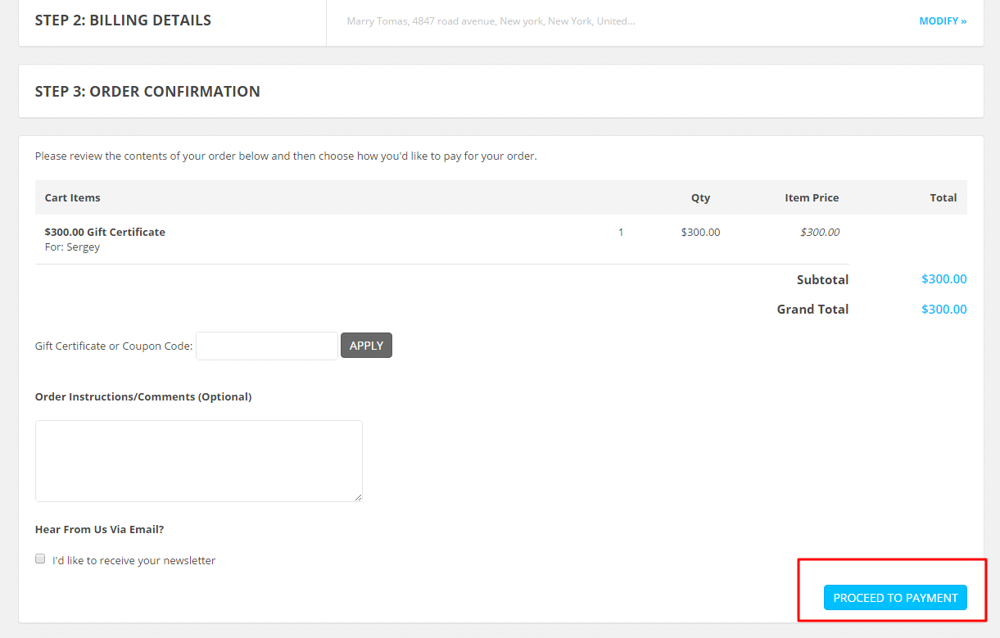 STEP 2: BILLING DETAILS
Marry Tomas, 4847 road avenue, New york, New York, United...
MODIFY »
STEP 3: ORDER CONFIRMATION
Please review the contents of your order below and then choose how you'd like to pay for your order.
Cart Items Qty Item Price Total
$300.00 Gift Certificate 1 $300.00 $300.00
For: Sergey
Subtotal $300.00
Grand Total $300.00
Gift Certificate or Coupon Code: APPLY
Order Instructions/Comments (Optional)
Hear From Us Via Email?
I'd like to receive your newsletter
PROCEED TO PAYMENT